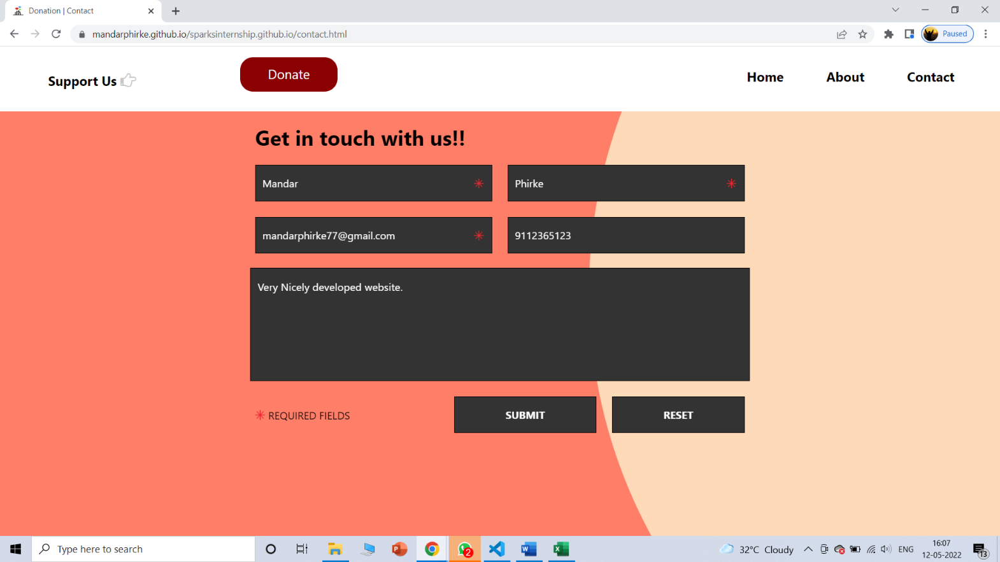 Donation | Contact
mandarphirke.github.io/sparksinternship.github.io/contact.html
Paused
Support Us
Donate
Home
About
Contact
Get in touch with us!!
Mandar
Phirke
mandarphirke77@gmail.com
9112365123
Very Nicely developed website.
REQUIRED FIELDS
SUBMIT
RESET
Type here to search
P
2
W
X
32°C Cloudy
ENG
16:07
12-05-2022
13